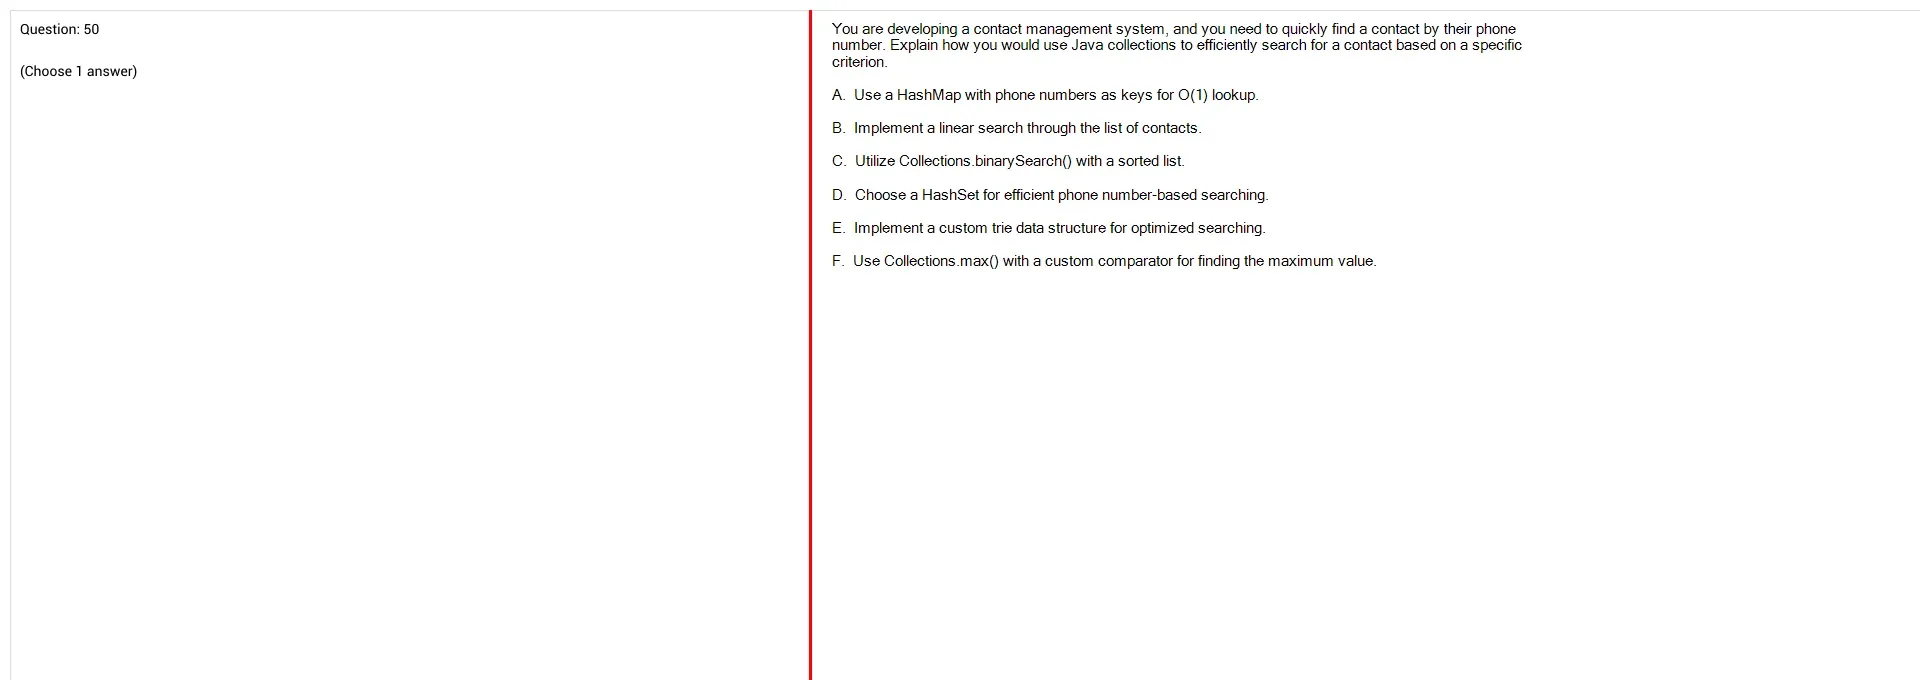 Question: 50
(Choose 1 answer)
You are developing a contact management system, and you need to quickly find a contact by their phone
number. Explain how you would use Java collections to efficiently search for a contact based on a specific
criterion.
A. Use a HashMap with phone numbers as keys for O(1) lookup.
B. Implement a linear search through the list of contacts.
C. Utilize Collections.binarySearch() with a sorted list.
D. Choose a HashSet for efficient phone number-based searching.
E. Implement a custom trie data structure for optimized searching.
F. Use Collections.max() with a custom comparator for finding the maximum value.